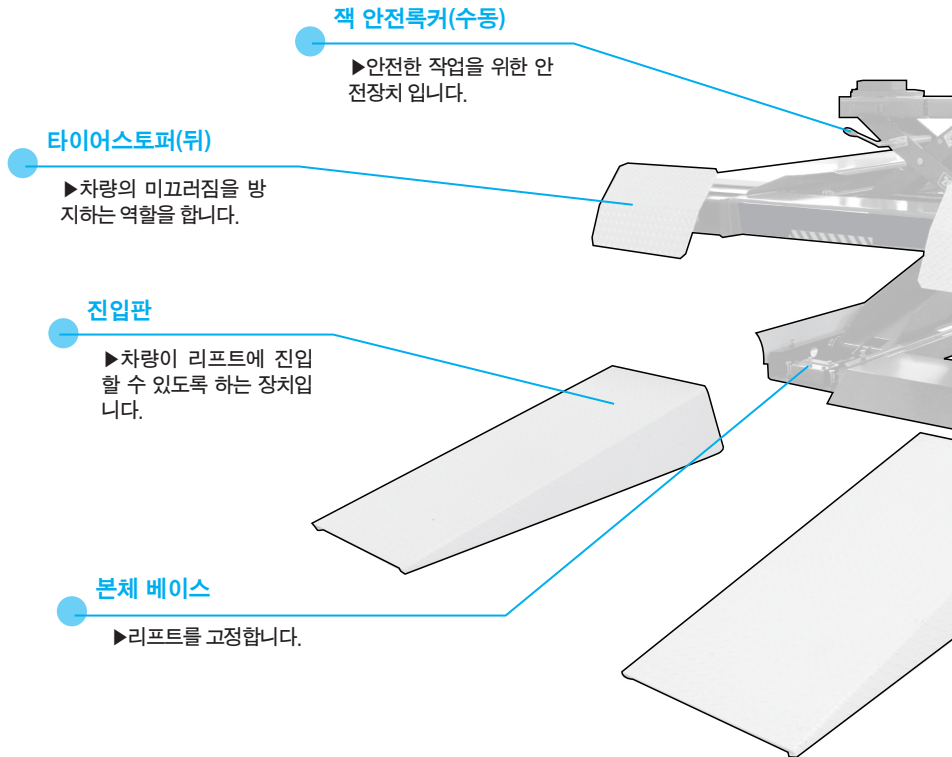 잭 안전록커(수동)
▶안전한 작업을 위한 안
전장치 입니다.
타이어스토퍼(뒤)
▶차량의 미끄러짐을 방
지하는 역할을 합니다.
진입판
▶차량이 리프트에 진입
할 수 있도록 하는 장치입
니다.
본체 베이스
▶리프트를 고정합니다.